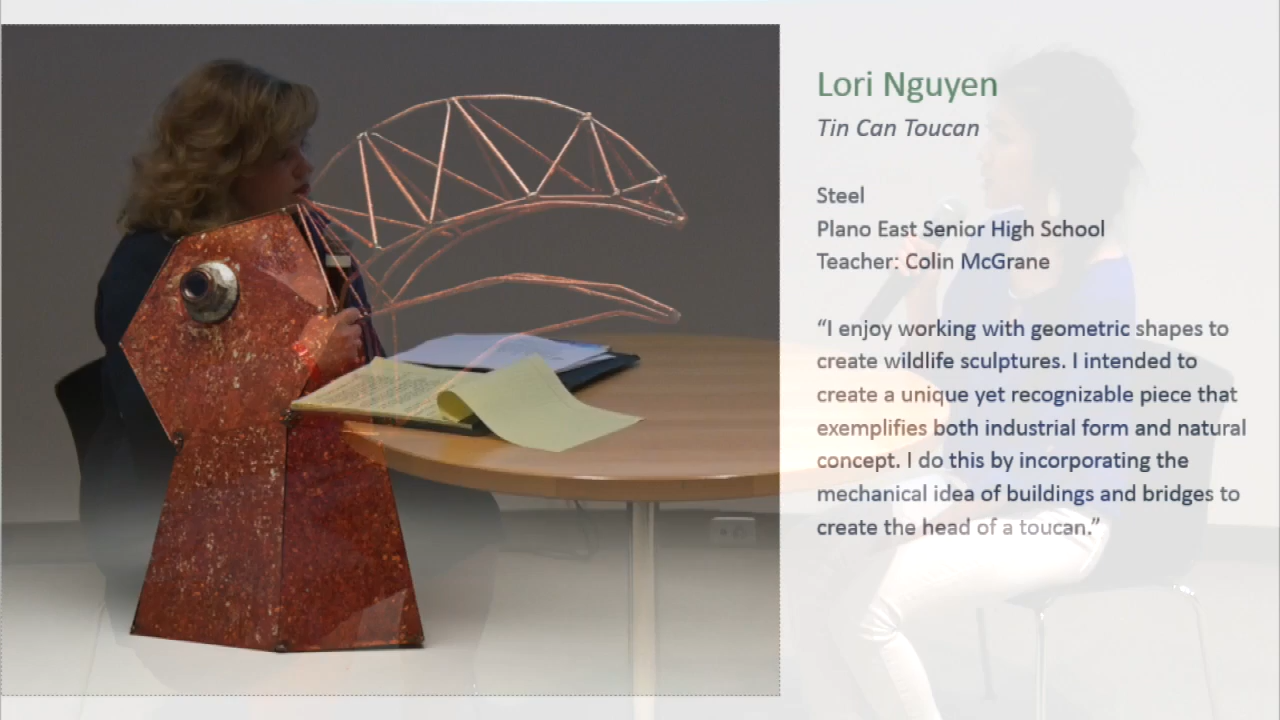 Lori Nguyen
Tin Can Toucan
Steel
Plano East Senior High School
Teacher: Colin McGrane
“I enjoy working with geometric shapes to
create wildlife sculptures. I intended to
create a unique yet recognizable piece that
exemplifies both industrial form and natural
concept. I do this by incorporating the
mechanical idea of buildings and bridges to
create the head of a toucan.”